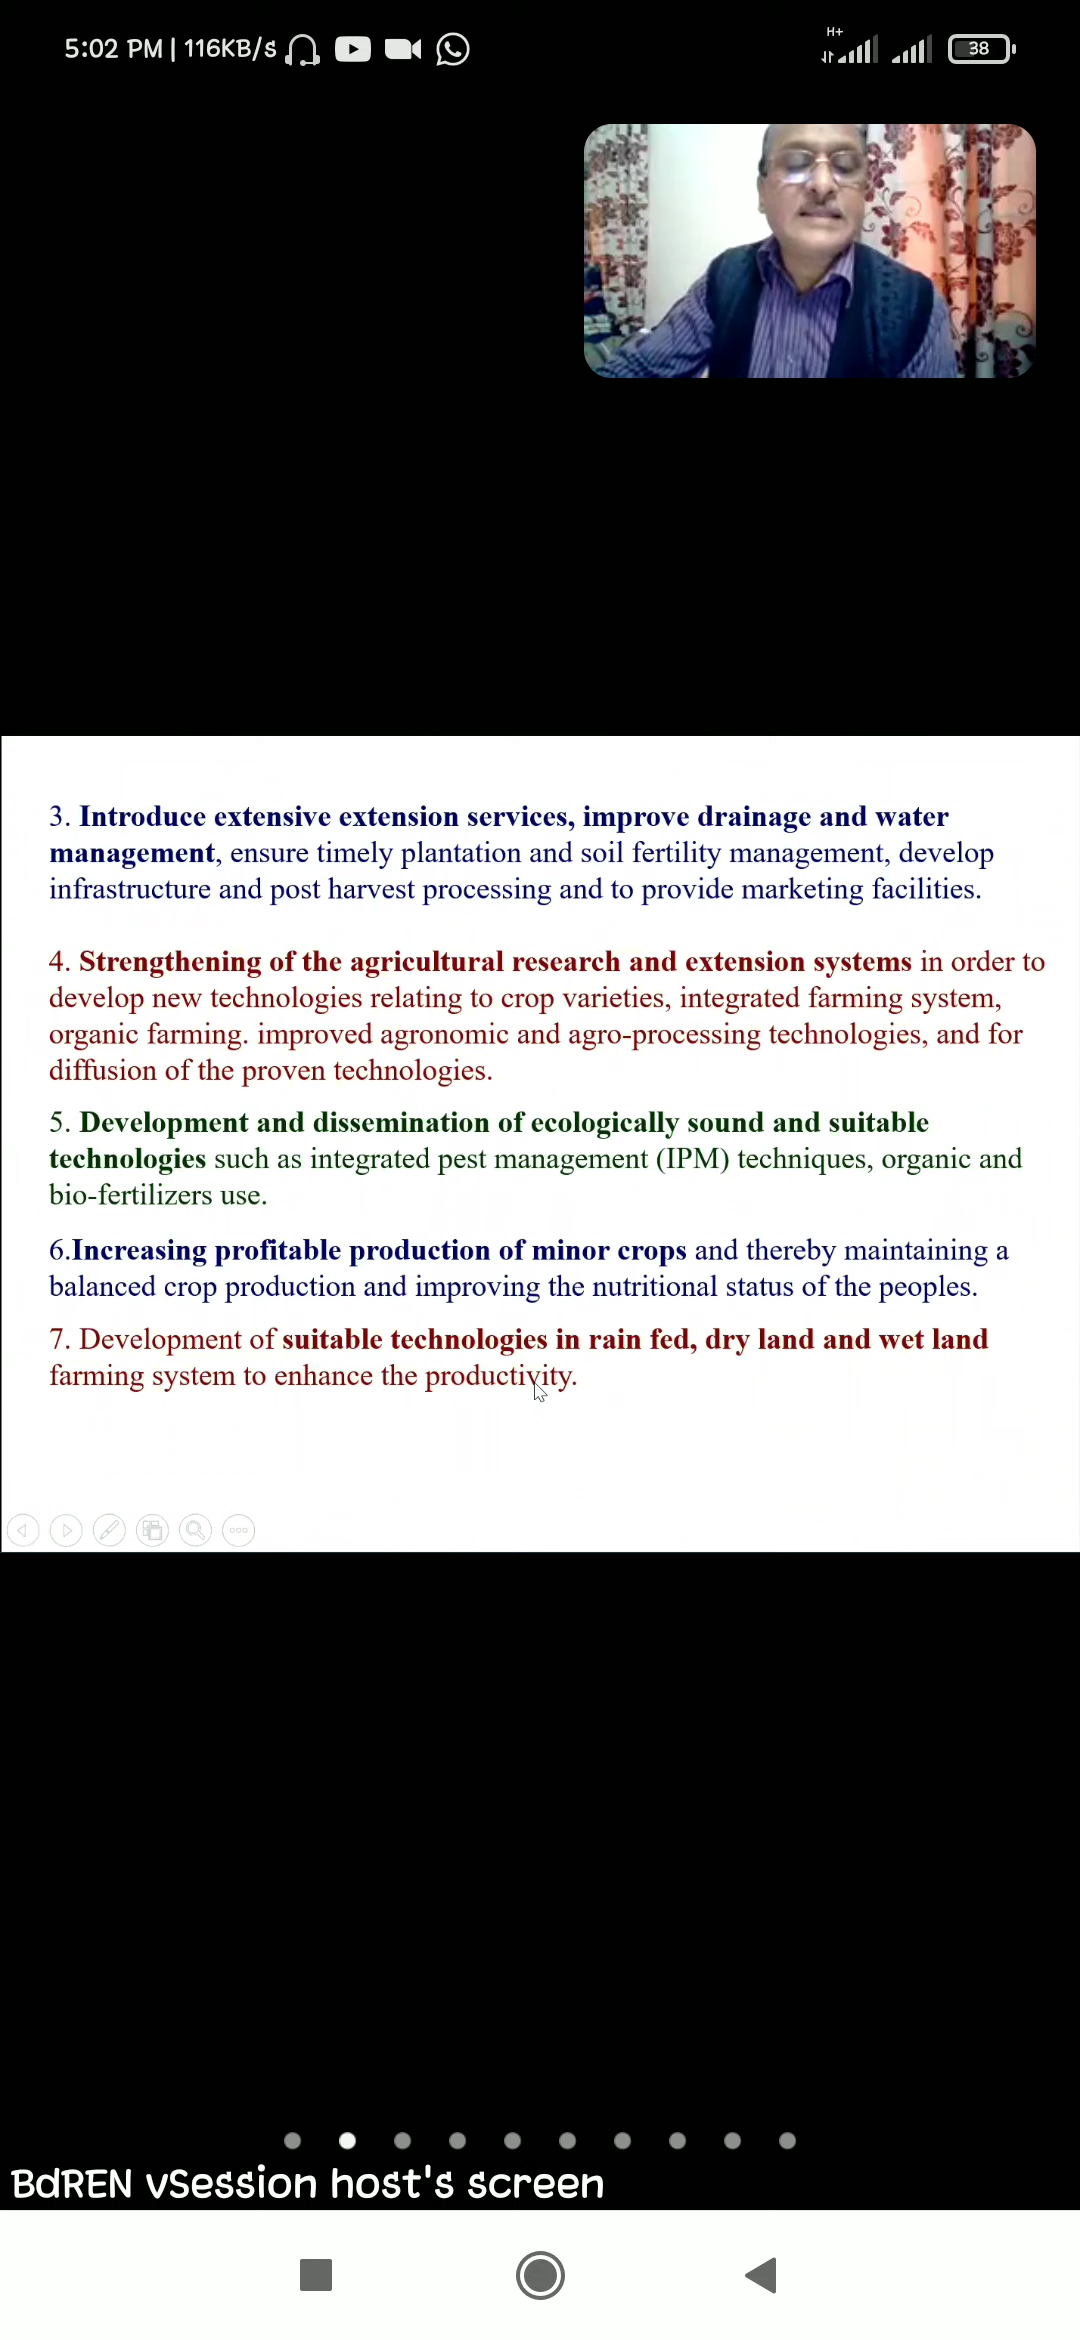 5:02 PM | 116KB/s
H+
38
3. Introduce extensive extension services, improve drainage and water
management, ensure timely plantation and soil fertility management, develop
infrastructure and post harvest processing and to provide marketing facilities.
4. Strengthening of the agricultural research and extension systems in order to
develop new technologies relating to crop varieties, integrated farming system,
organic farming. improved agronomic and agro-processing technologies, and for
diffusion of the proven technologies.
5. Development and dissemination of ecologically sound and suitable
technologies such as integrated pest management (IPM) techniques, organic and
bio-fertilizers use.
6.Increasing profitable production of minor crops and thereby maintaining a
balanced crop production and improving the nutritional status of the peoples.
7. Development of suitable technologies in rain fed, dry land and wet land
farming system to enhance the productivity.
BdREN vSession host's screen